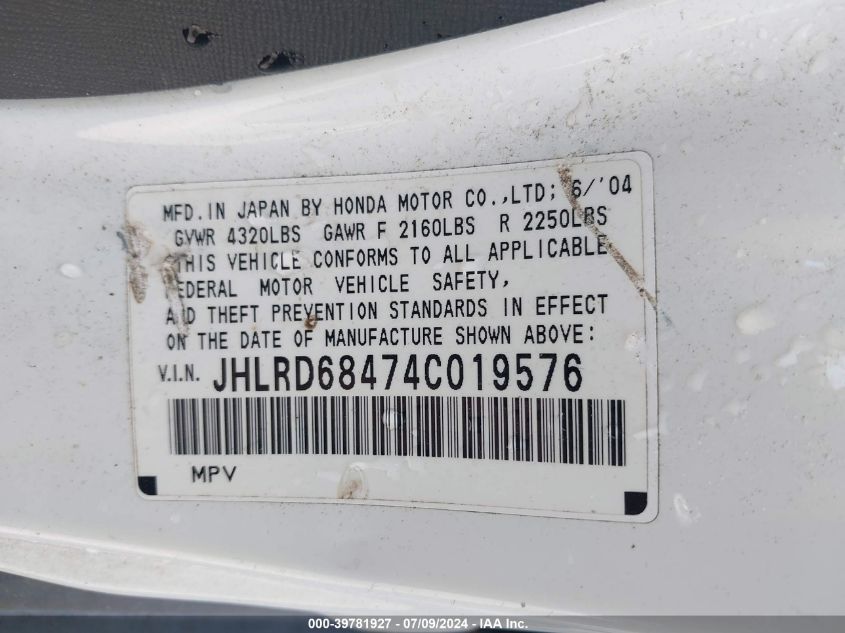 MFD. IN JAPAN BY HONDA MOTOR CO., LTD; 6/'04
GVWR 4320LBS GAWR F 2160LBS R 2250LBS
THIS VEHICLE CONFORMS TO ALL APPLICABLE
FEDERAL MOTOR VEHICLE SAFETY,
AND THEFT PREVENTION STANDARDS IN EFFECT
ON THE DATE OF MANUFACTURE SHOWN ABOVE:
V.I.N. JHLRD68474C019576
MPV
000-39781927 - 07/09/2024 - IAA Inc.